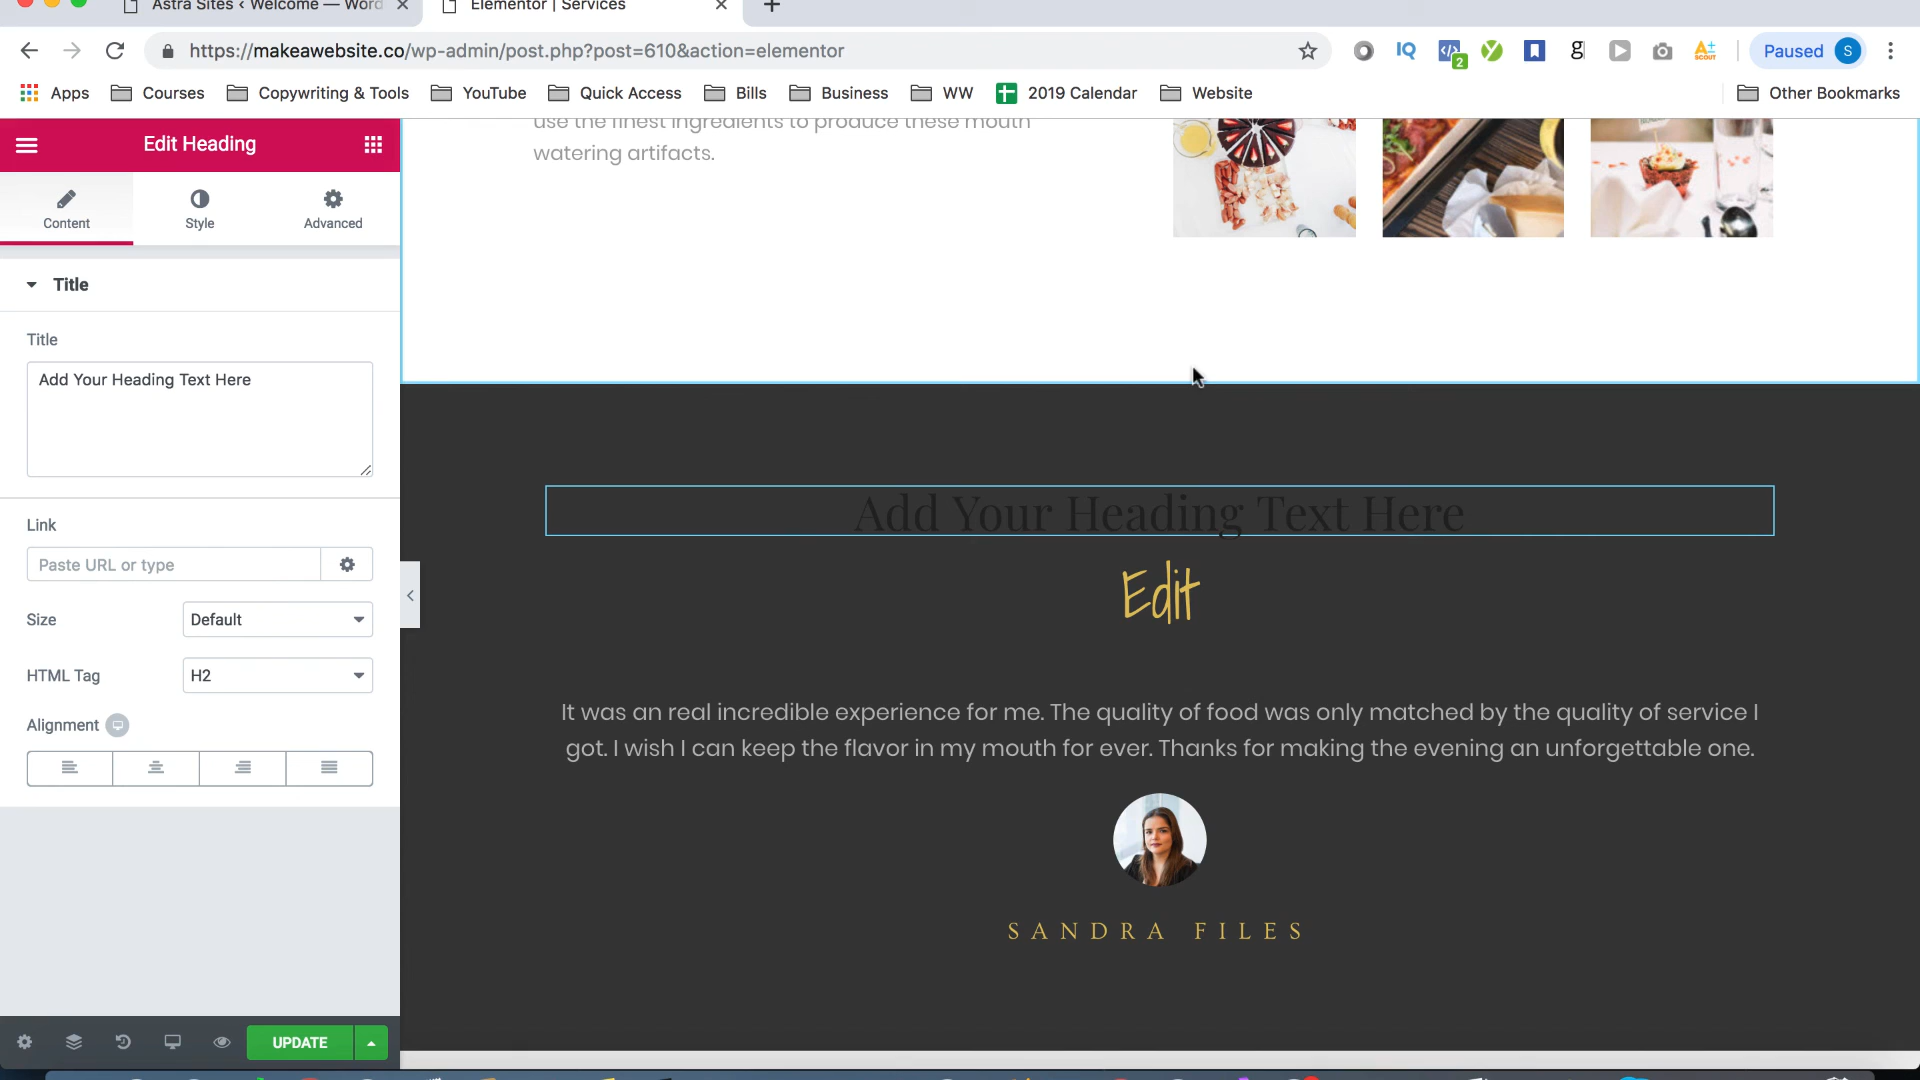 Astra Sites ‹ Welcome — Word
Elementor | Services
https://makeawebsite.co/wp-admin/post.php?post=610&action=elementor
IQ
2
g
A+
SCOUT
Paused
S
Apps
Courses
Copywriting & Tools
YouTube
Quick Access
Bills
Business
WW
2019 Calendar
Website
Other Bookmarks
Edit Heading
Content
Style
Advanced
Title
Title
Add Your Heading Text Here
Link
Paste URL or type
Size
Default
HTML Tag
H2
Alignment
UPDATE
use the finest ingredients to produce these mouth
watering artifacts.
Add Your Heading Text Here
Edit
It was an real incredible experience for me. The quality of food was only matched by the quality of service I
got. I wish I can keep the flavor in my mouth for ever. Thanks for making the evening an unforgettable one.
SANDRA FILES